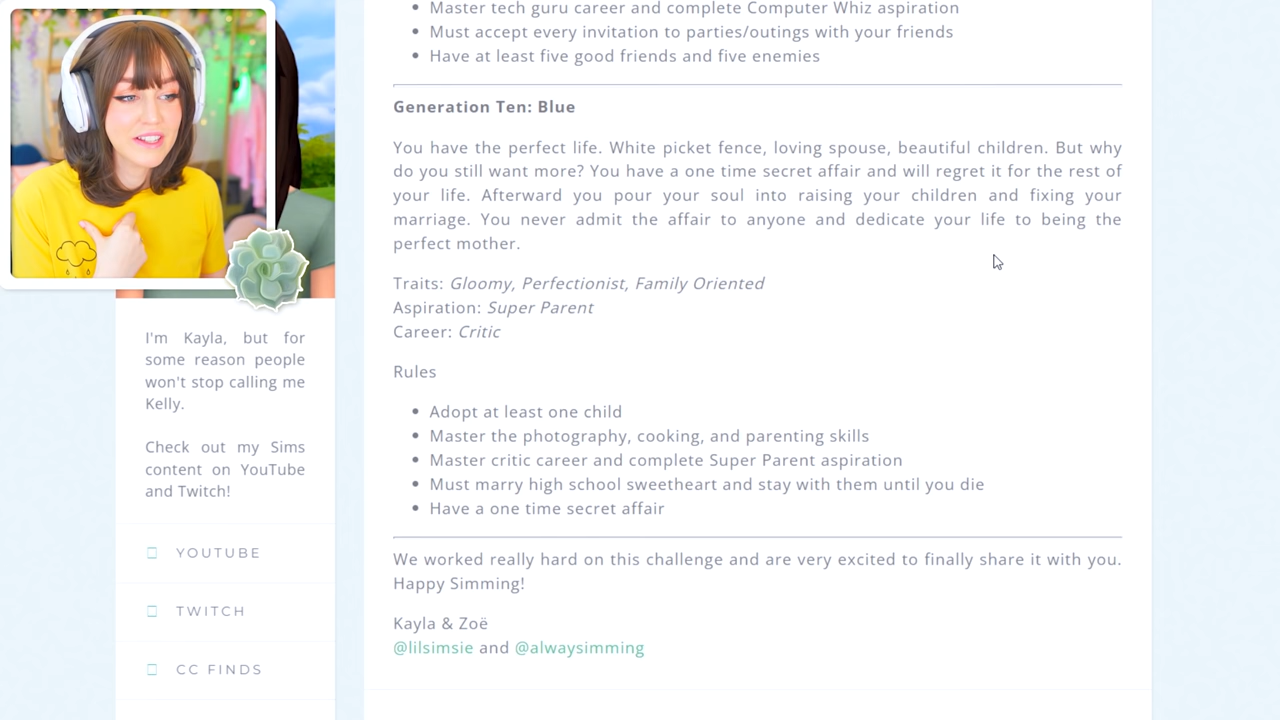 Master tech guru career and complete Computer Whiz aspiration
Must accept every invitation to parties/outings with your friends
Have at least five good friends and five enemies
Generation Ten: Blue
You have the perfect life. White picket fence, loving spouse, beautiful children. But why
do you still want more? You have a one time secret affair and will regret it for the rest of
your life. Afterward you pour your soul into raising your children and fixing your
marriage. You never admit the affair to anyone and dedicate your life to being the
perfect mother.
Traits: Gloomy, Perfectionist, Family Oriented
Aspiration: Super Parent
Career: Critic
Rules
Adopt at least one child
Master the photography, cooking, and parenting skills
Master critic career and complete Super Parent aspiration
Must marry high school sweetheart and stay with them until you die
Have a one time secret affair
We worked really hard on this challenge and are very excited to finally share it with you.
Happy Simming!
Kayla & Zoë
@lilsimsie and @alwaysimming
I'm Kayla, but for
some reason people
won't stop calling me
Kelly.
Check out my Sims
content on YouTube
and Twitch!
YOUTUBE
TWITCH
CC FINDS